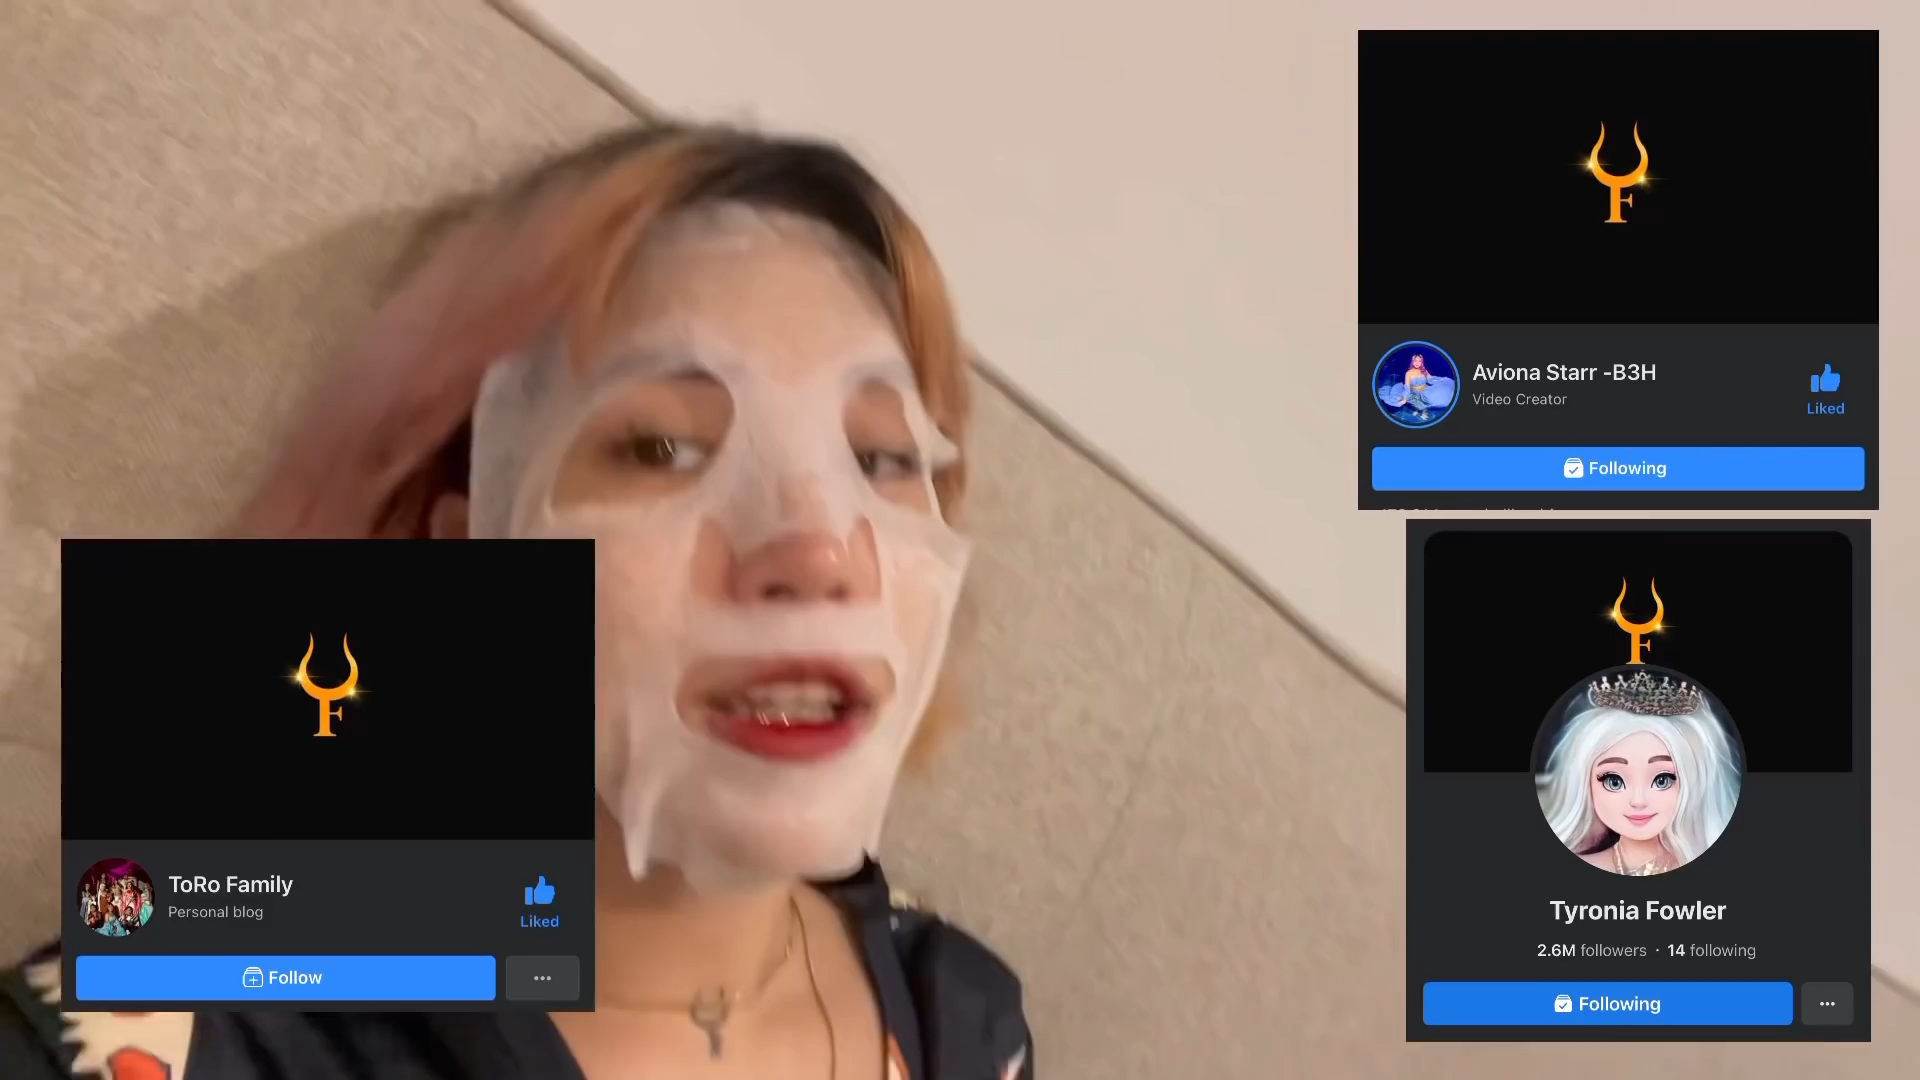 F
Aviona Starr -B3H
Video Creator
Liked
Following
F
ToRo Family
Personal blog
Liked
Follow
F
Tyronia Fowler
2.6M followers · 14 following
Following